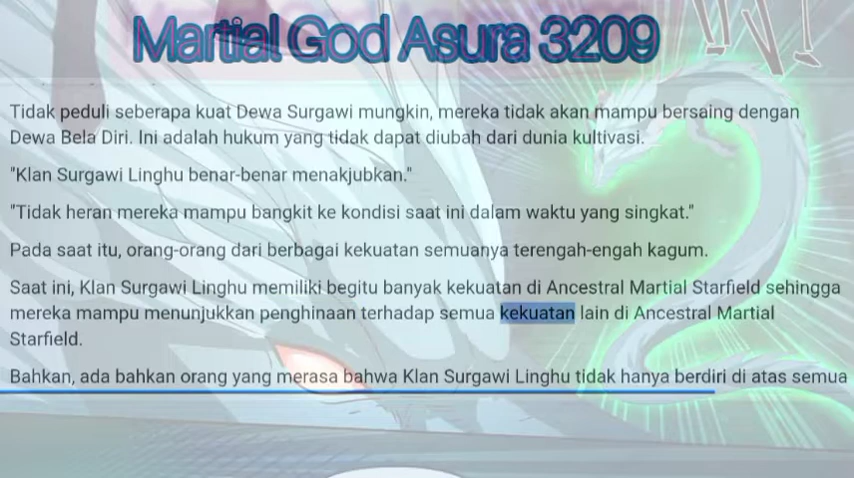 Martial God Asura 3209
Tidak peduli seberapa kuat Dewa Surgawi mungkin, mereka tidak akan mampu bersaing dengan
Dewa Bela Diri. Ini adalah hukum yang tidak dapat diubah dari dunia kultivasi.
"Klan Surgawi Linghu benar-benar menakjubkan."
"Tidak heran mereka mampu bangkit ke kondisi saat ini dalam waktu yang singkat."
Pada saat itu, orang-orang dari berbagai kekuatan semuanya terengah-engah kagum.
Saat ini, Klan Surgawi Linghu memiliki begitu banyak kekuatan di Ancestral Martial Starfield sehingga
mereka mampu menunjukkan penghinaan terhadap semua kekuatan lain di Ancestral Martial
Starfield.
Bahkan, ada bahkan orang yang merasa bahwa Klan Surgawi Linghu tidak hanya berdiri di atas semua